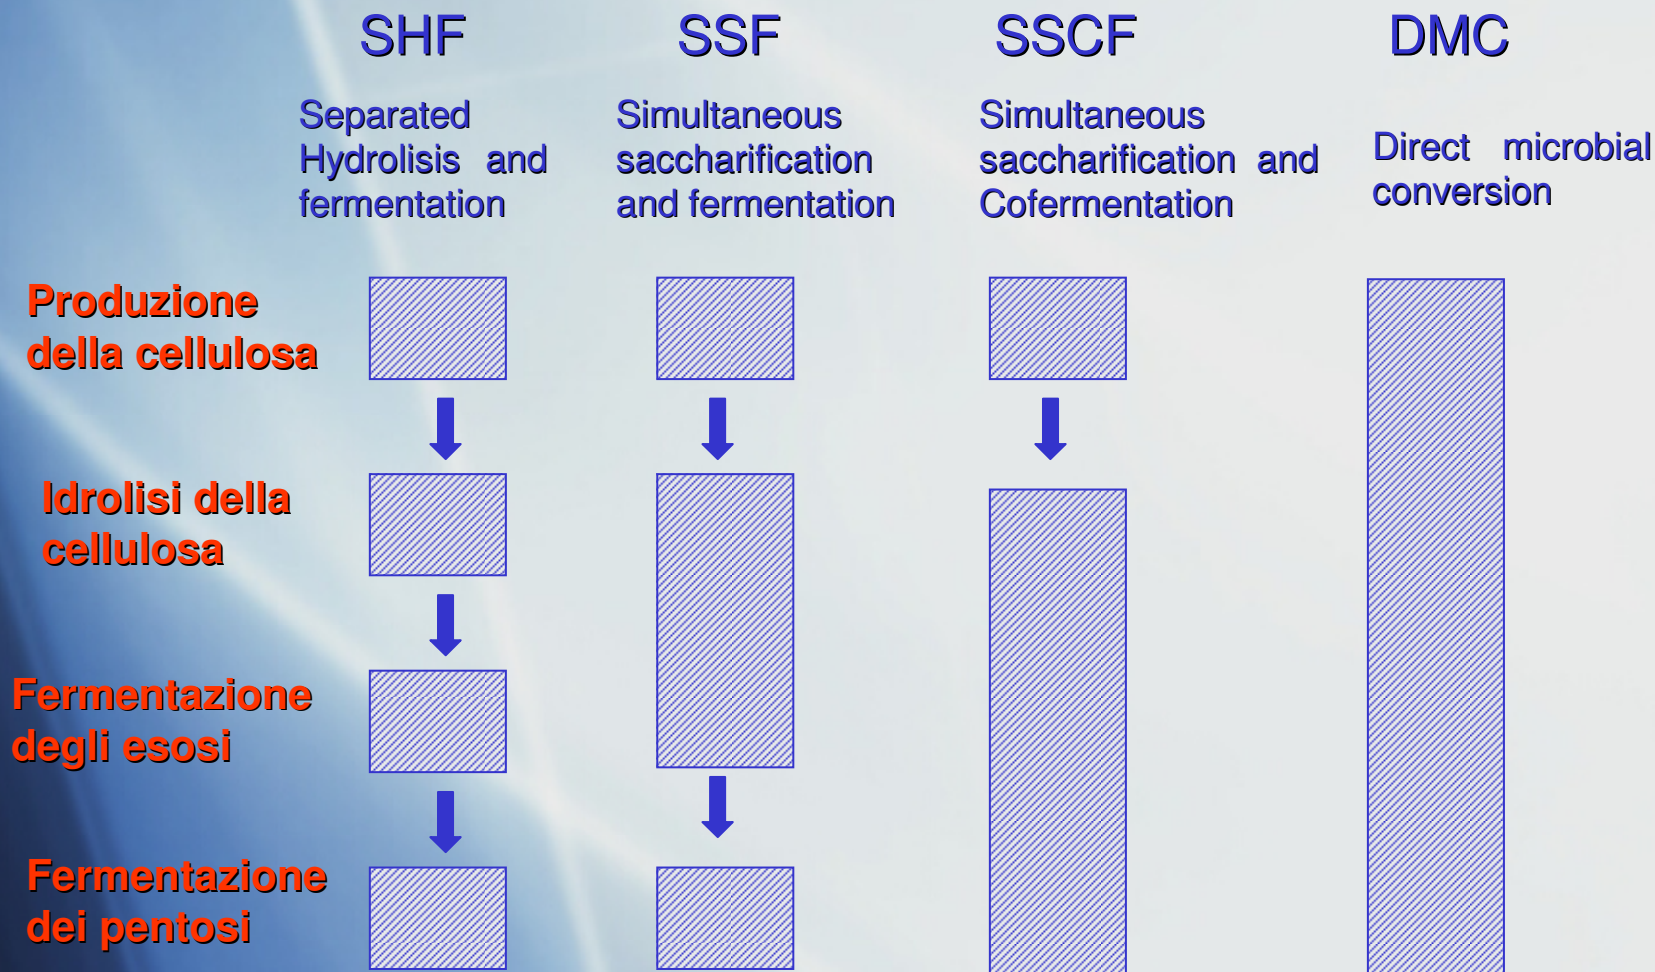 SHF
SSF
SSCF
DMC
Separated
Hydrolisis and
fermentation
Simultaneous
saccharification
and fermentation
Simultaneous
saccharification and
Cofermentation
Direct microbial
conversion
Produzione
della cellulosa
Idrolisi della
cellulosa
Fermentazione
degli esosi
Fermentazione
dei pentosi